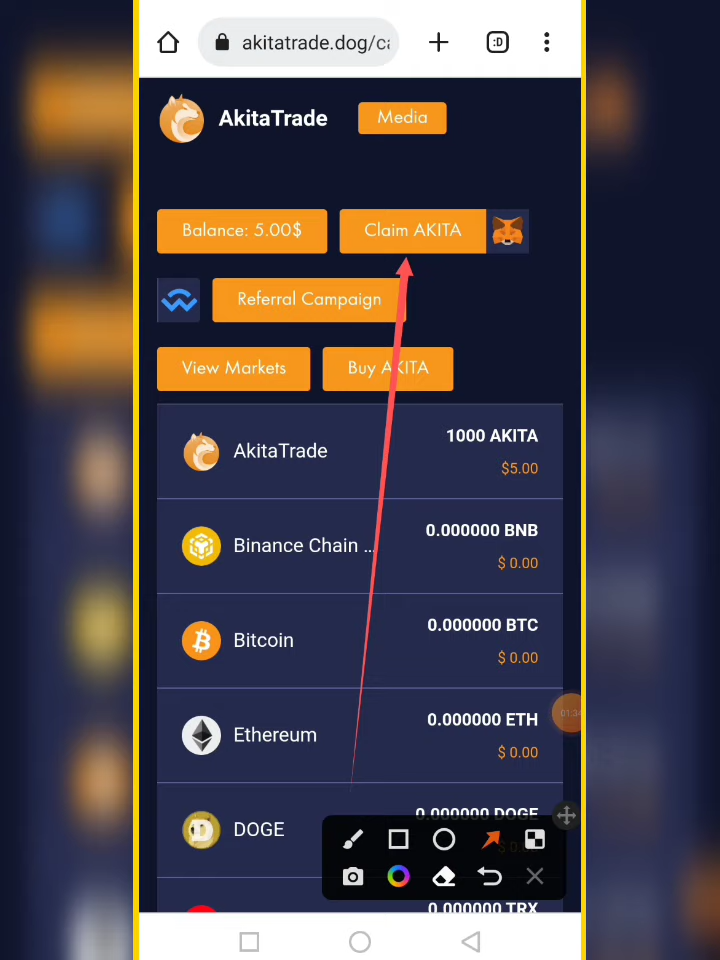 akitatrade.dog/ca
:D
AkitaTrade
Media
Balance: 5.00$
Claim AKITA
Referral Campaign
View Markets
Buy AKITA
AkitaTrade
1000 AKITA
$5.00
Binance Chain ...
0.000000 BNB
$ 0.00
Bitcoin
0.000000 BTC
$ 0.00
Ethereum
0.000000 ETH
$ 0.00
DOGE
0.000000 DOGE
0.000000 TRX